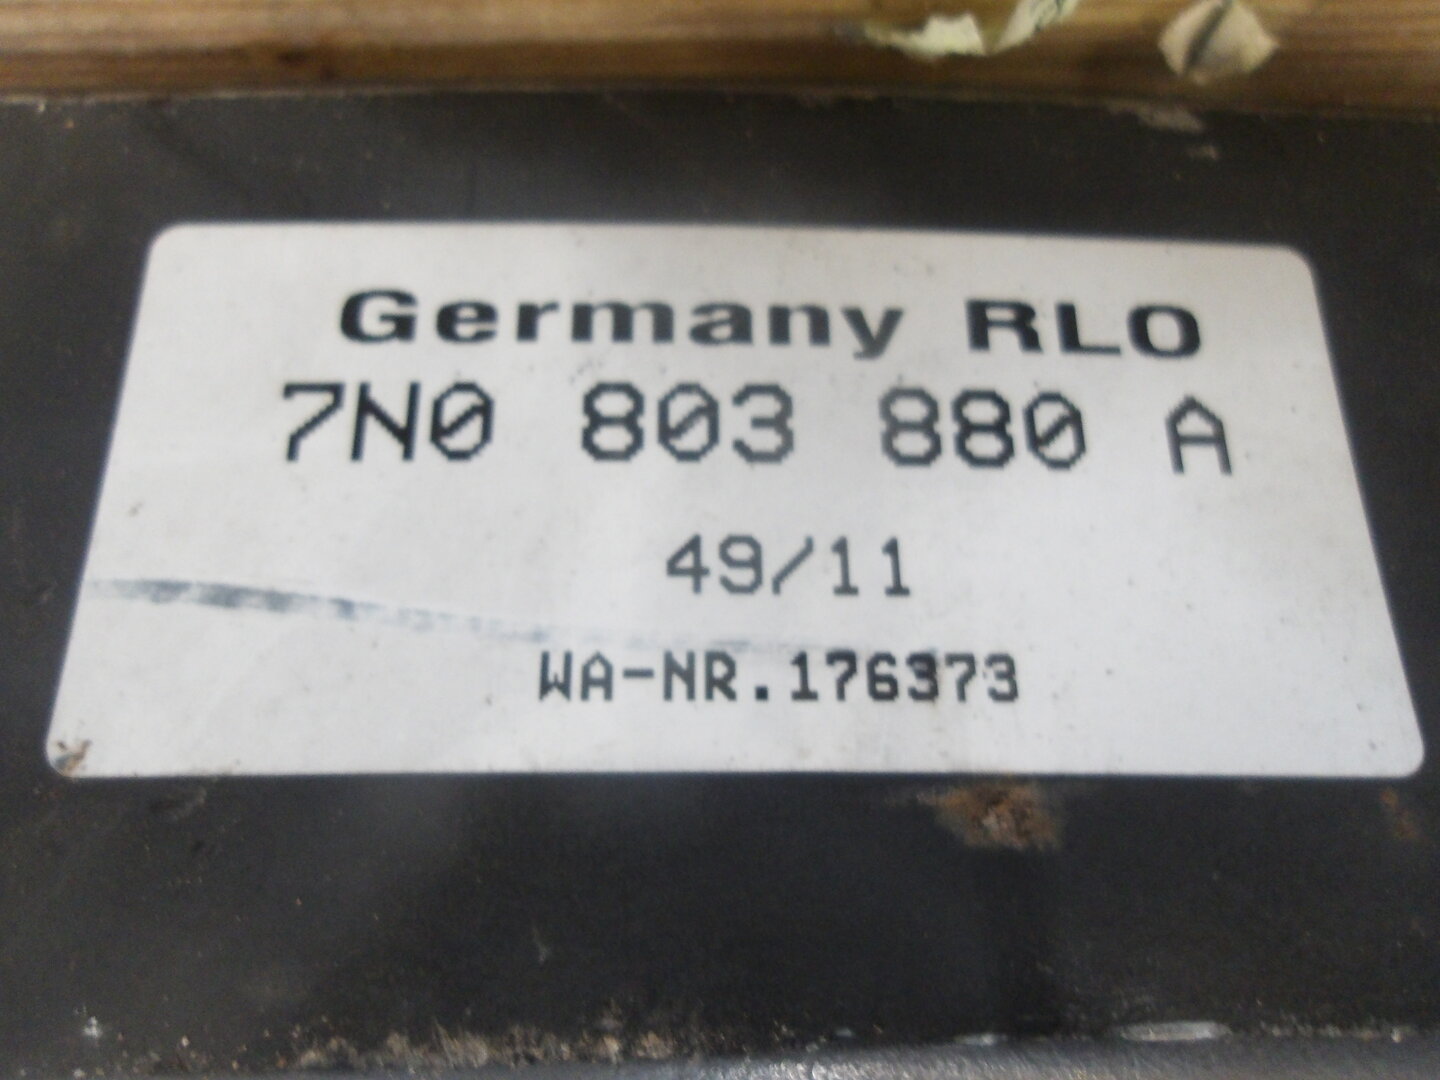 Germany RLO
7N0 803 880 A
49/11
WA-NR.176373